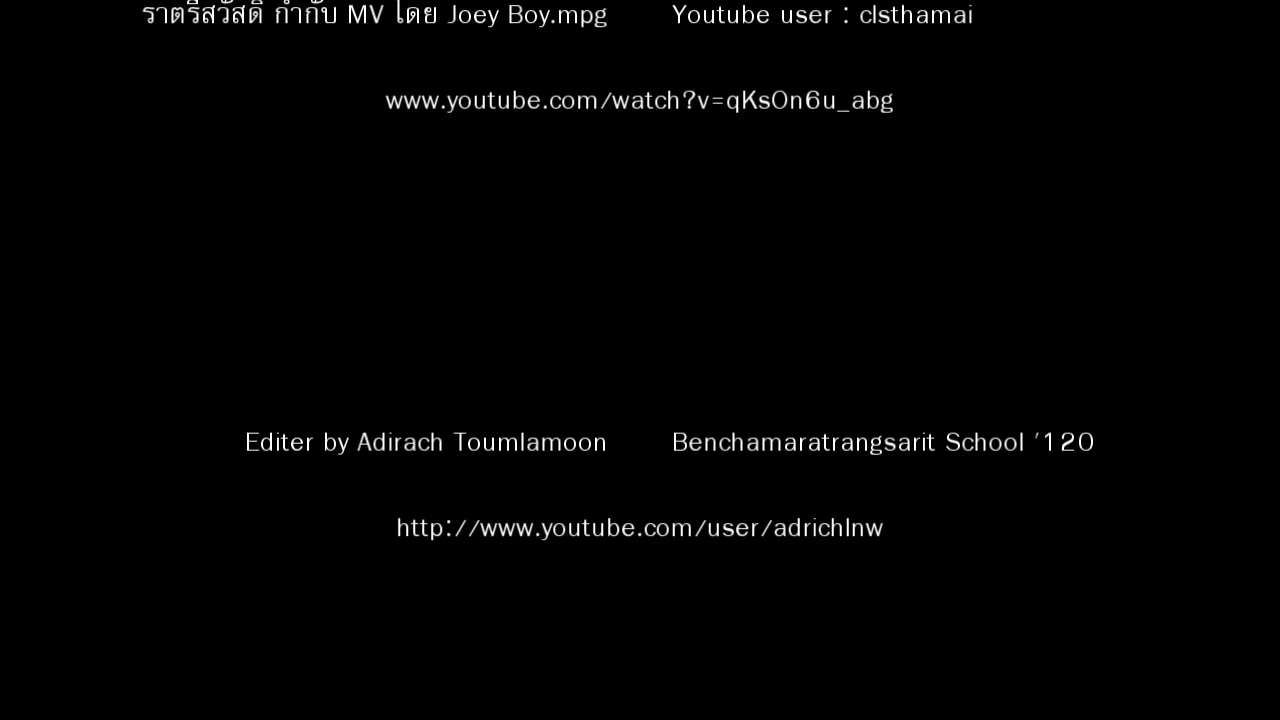 ราตรีสวัสดิ์ กำกับ MV โดย Joey Boy.mpg Youtube user : clsthamai
www.youtube.com/watch?v=qKsOn6u_abg
Editer by Adirach Toumlamoon Benchamaratrangsarit School '120
http://www.youtube.com/user/adrichlnw